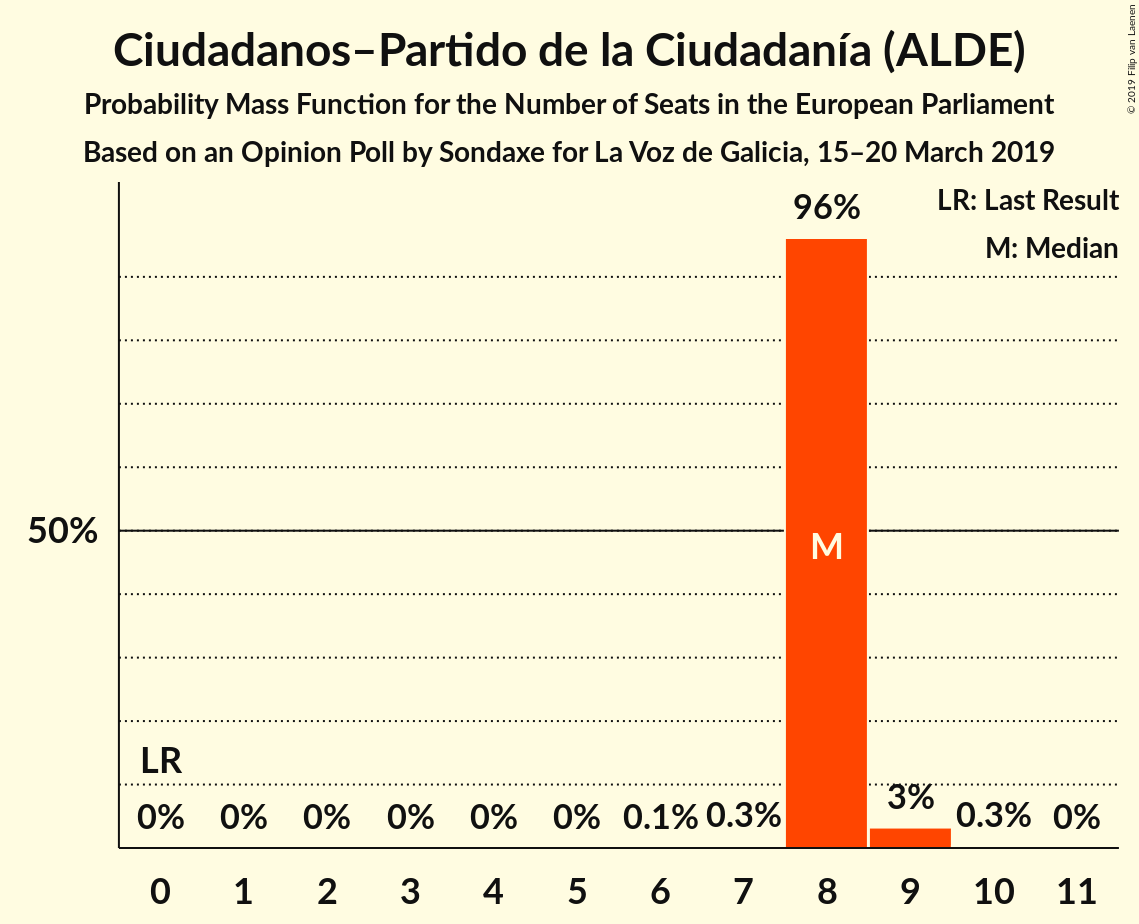 Ciudadanos–Partido de la Ciudadanía (ALDE)
Probability Mass Function for the Number of Seats in the European Parliament
Based on an Opinion Poll by Sondaxe for La Voz de Galicia, 15–20 March 2019
© 2019 Filip van Laenen
LR: Last Result
M: Median
96%
50%
M
LR
0% 0% 0% 0% 0% 0% 0.1% 0.3% 3% 0.3% 0%
0 1 2 3 4 5 6 7 8 9 10 11